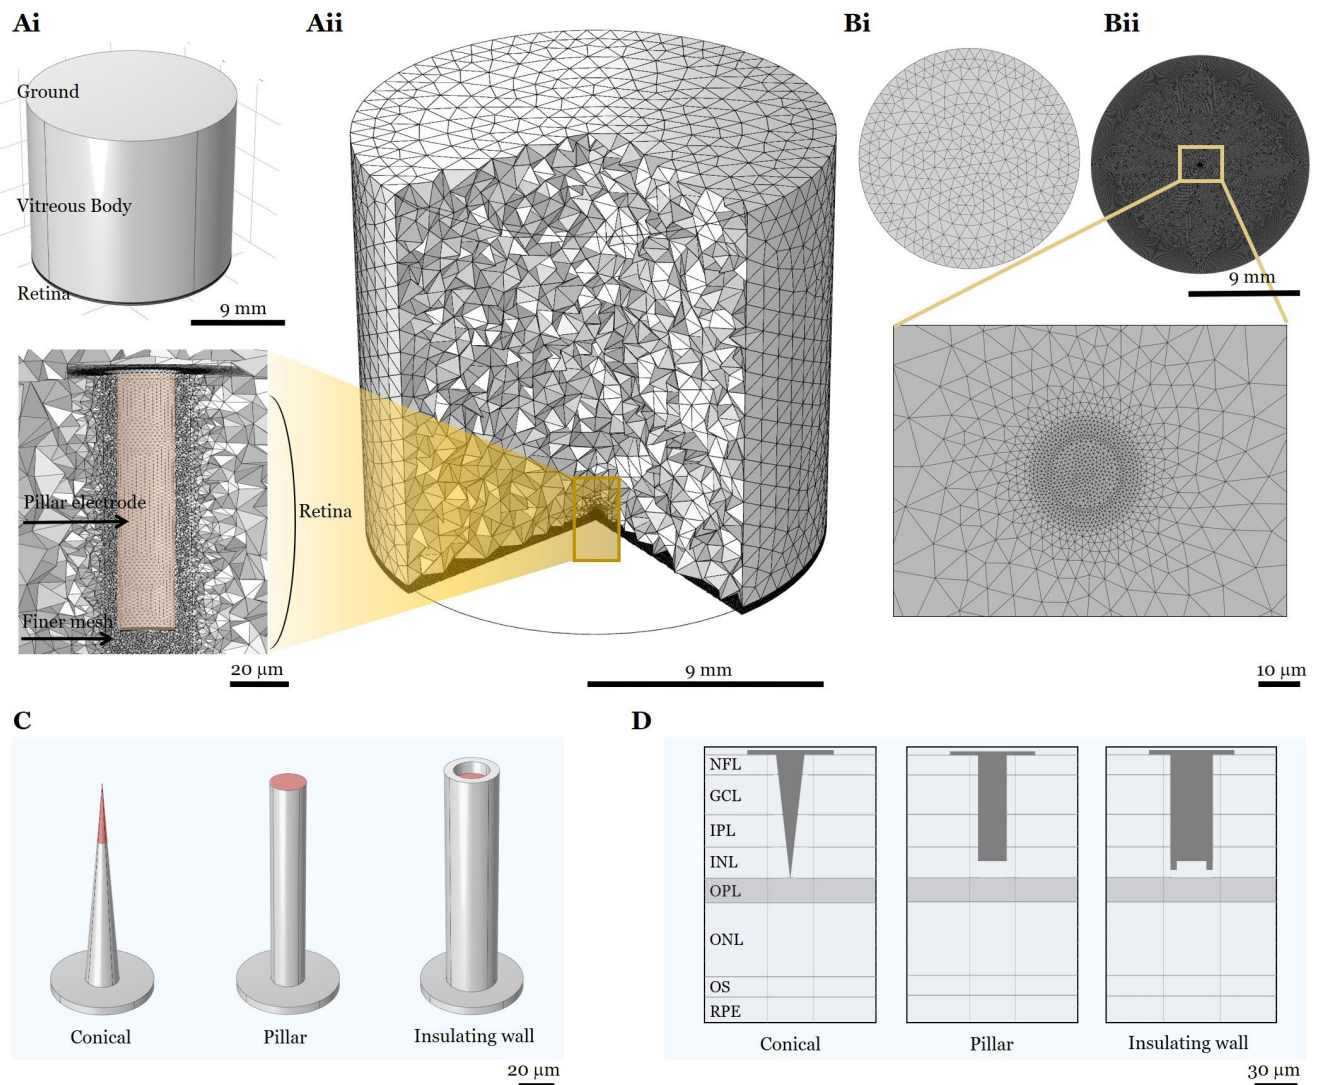 Ai
Aii
Bi
Bii
Ground
Vitreous Body
Retina
9 mm
9 mm
Pillar electrode
Finer mesh
Retina
20 µm
9 mm
10 µm
C
D
NFL
GCL
IPL
INL
OPL
ONL
OS
RPE
Conical
Pillar
Insulating wall
20 µm
Conical
Pillar
Insulating wall
30 µm